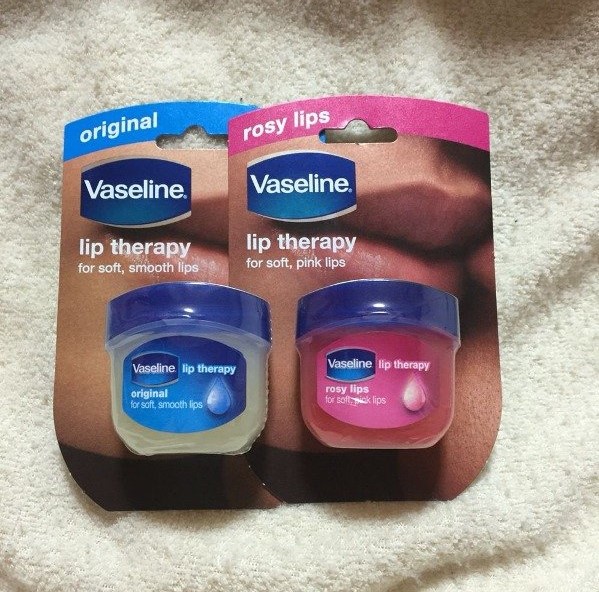 original
Vaseline®
lip therapy
for soft, smooth lips
Vaseline lip therapy
original
for soft, smooth lips
rosy lips
Vaseline®
lip therapy
for soft, pink lips
Vaseline lip therapy
rosy lips
for soft, pink lips